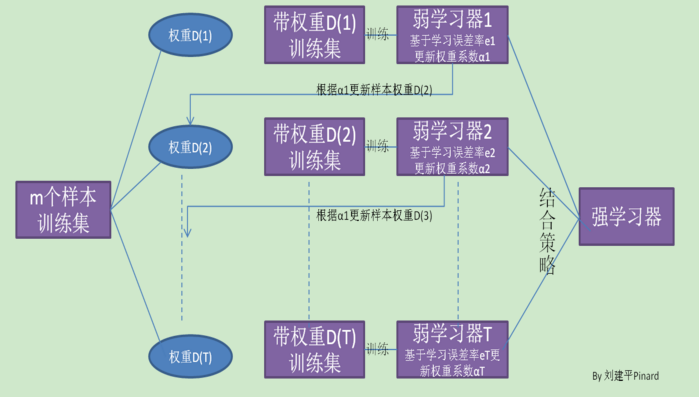 权重D(1)
带权重D(1)
训练集
训练
弱学习器1
基于学习误差率e1
更新权重系数α1
根据α1更新样本权重D(2)
权重D(2)
带权重D(2)
训练集
训练
弱学习器2
基于学习误差率e2
更新权重系数α2
m个样本
训练集
根据α1更新样本权重D(3)
结合策略
强学习器
权重D(T)
带权重D(T)
训练集
训练
弱学习器T
基于学习误差率eT更
新权重系数αT
By 刘建平Pinard